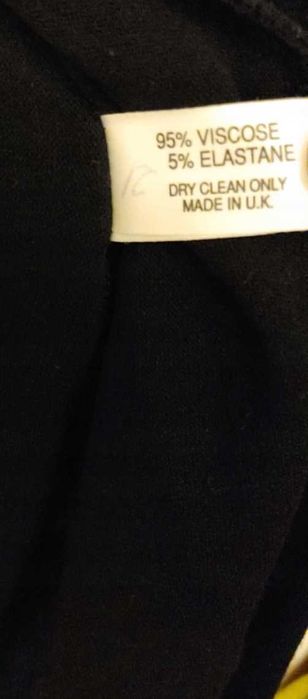 95% VISCOSE
5% ELASTANE
DRY CLEAN ONLY
MADE IN U.K.